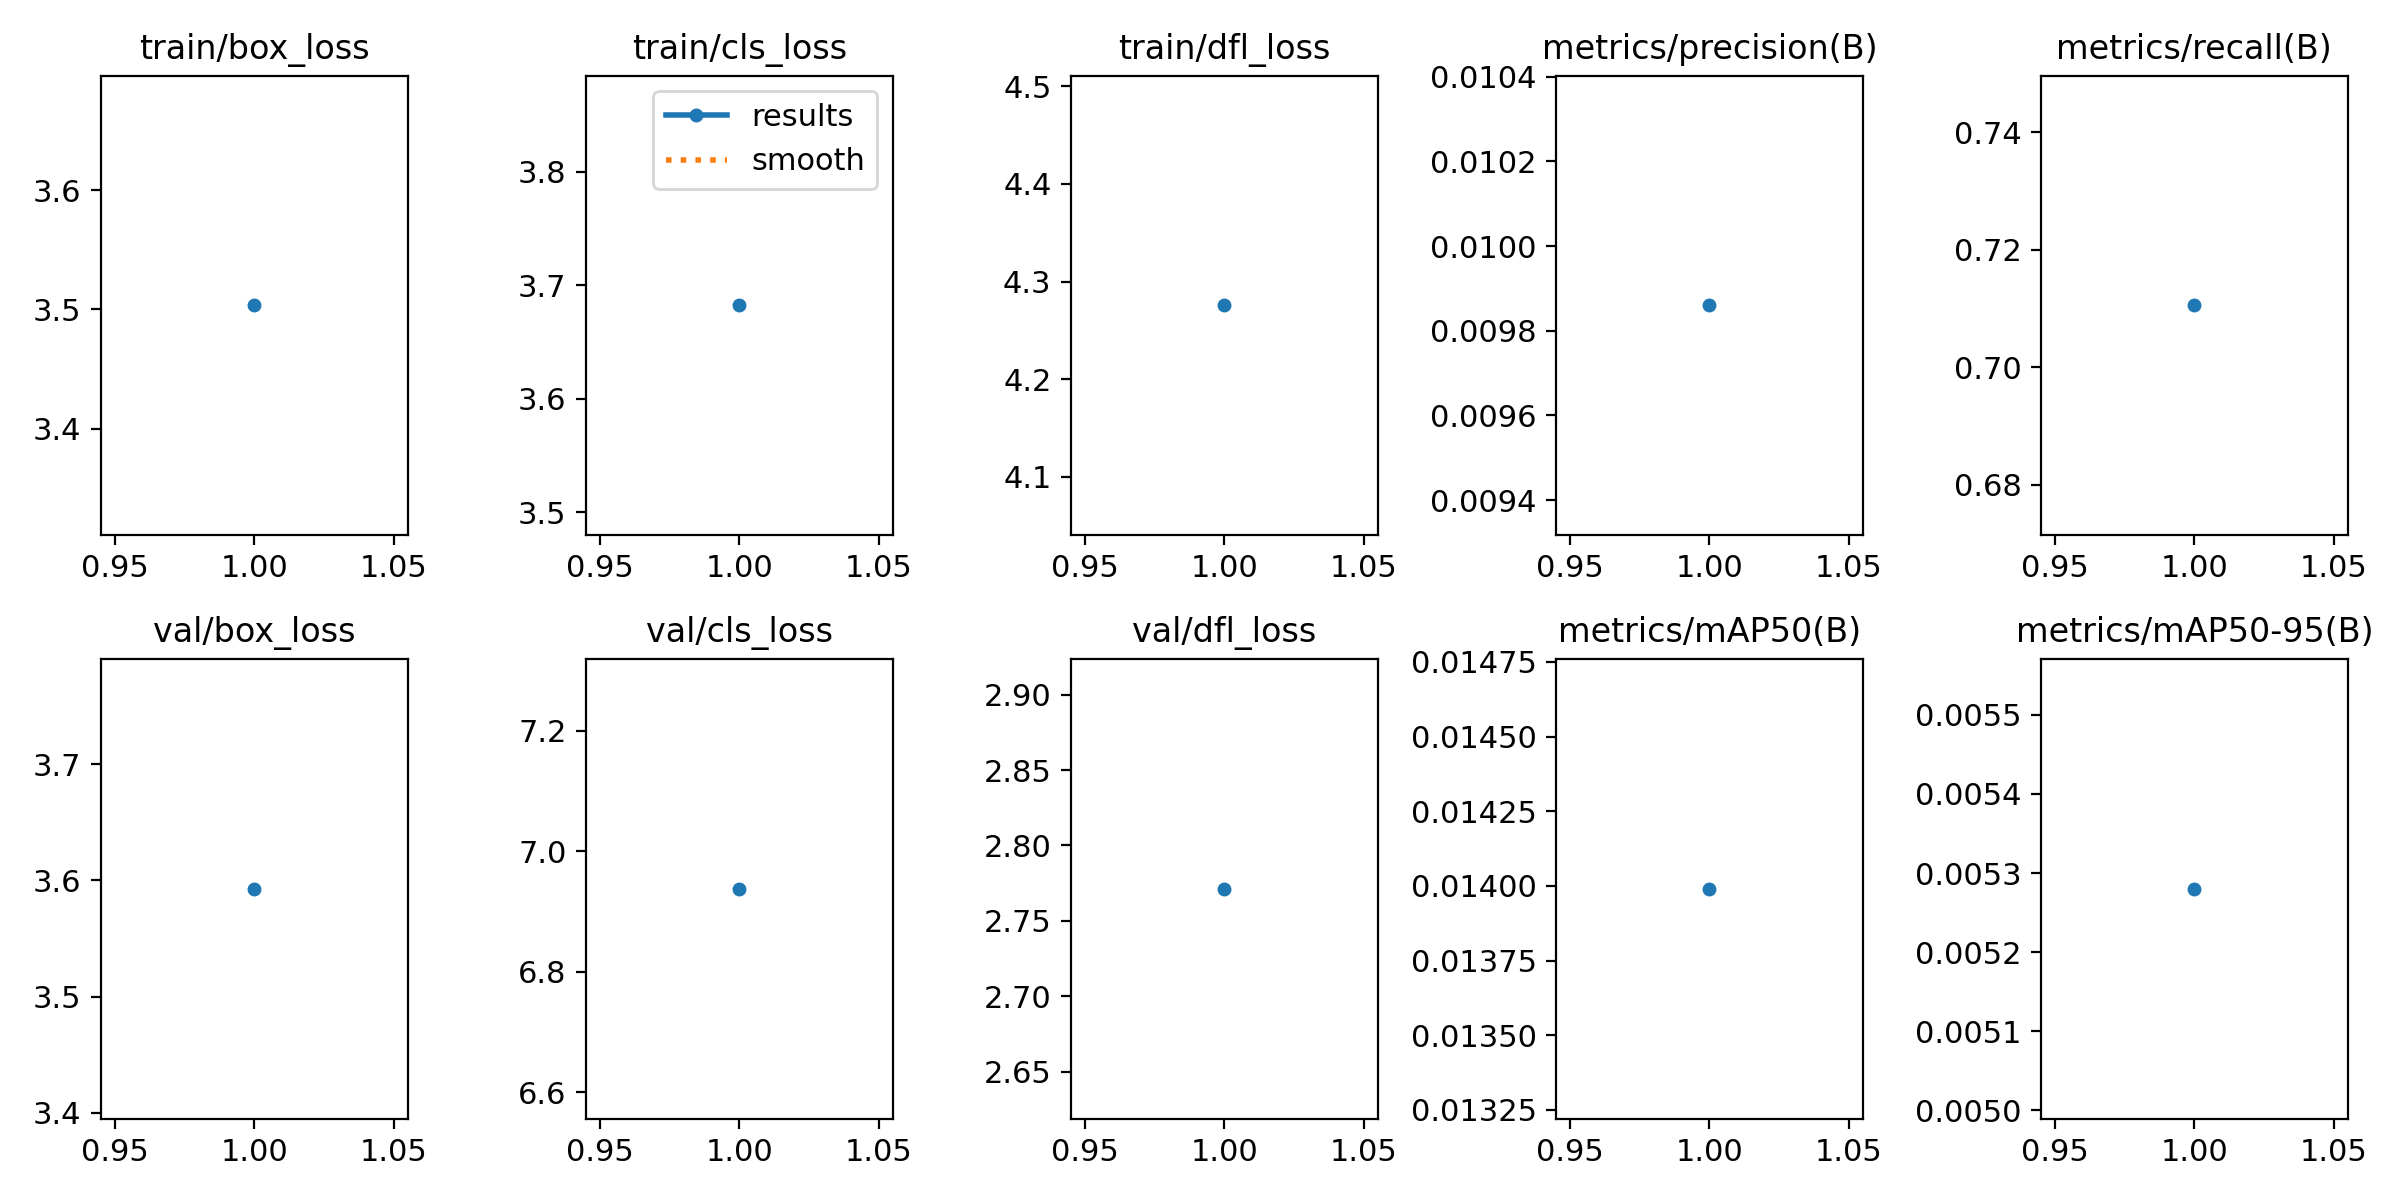 train/box_loss
3.6
3.5
3.4
0.95 1.00 1.05
train/cls_loss
results
smooth
3.8
3.7
3.6
3.5
0.95 1.00 1.05
train/dfl_loss
4.5
4.4
4.3
4.2
4.1
0.95 1.00 1.05
metrics/precision(B)
0.0104
0.0102
0.0100
0.0098
0.0096
0.0094
0.95 1.00 1.05
metrics/recall(B)
0.74
0.72
0.70
0.68
0.95 1.00 1.05
val/box_loss
3.7
3.6
3.5
3.4
0.95 1.00 1.05
val/cls_loss
7.2
7.0
6.8
6.6
0.95 1.00 1.05
val/dfl_loss
2.90
2.85
2.80
2.75
2.70
2.65
0.95 1.00 1.05
metrics/mAP50(B)
0.01475
0.01450
0.01425
0.01400
0.01375
0.01350
0.01325
0.95 1.00 1.05
metrics/mAP50-95(B)
0.0055
0.0054
0.0053
0.0052
0.0051
0.0050
0.95 1.00 1.05